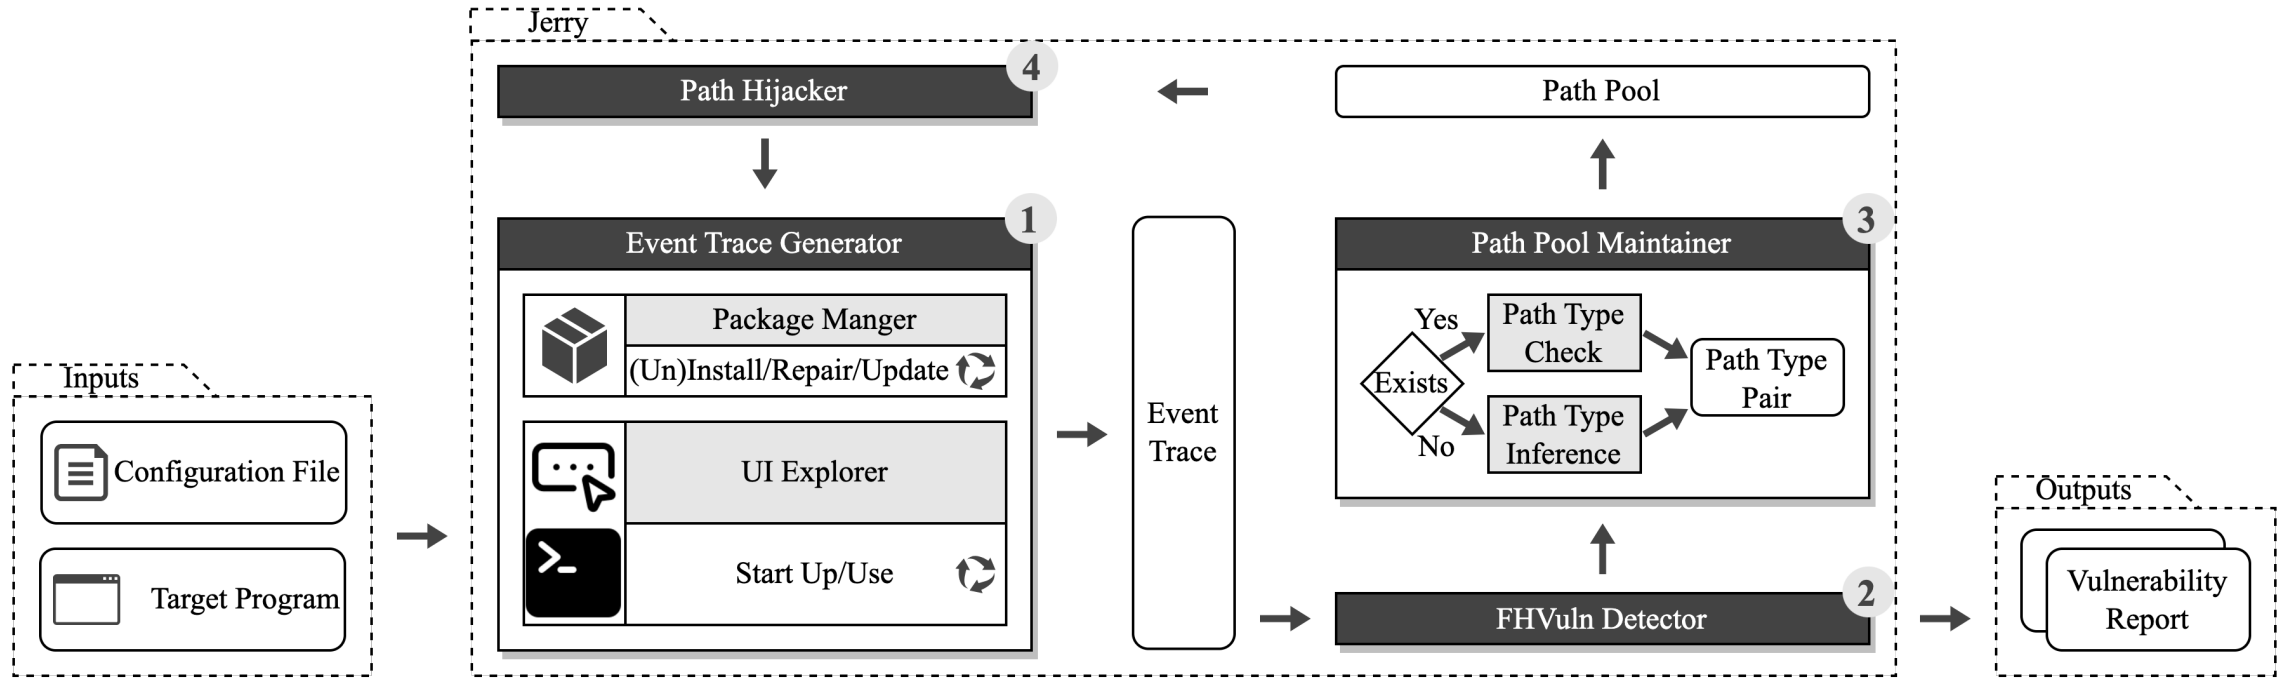 Jerry
Path Hijacker
4
Path Pool
Event Trace Generator
1
Package Manger
(Un)Install/Repair/Update
UI Explorer
Start Up/Use
Event
Trace
Path Pool Maintainer
3
Exists
Yes
No
Path Type
Check
Path Type
Inference
Path Type
Pair
FHVuln Detector
2
Inputs
Configuration File
Target Program
Outputs
Vulnerability
Report